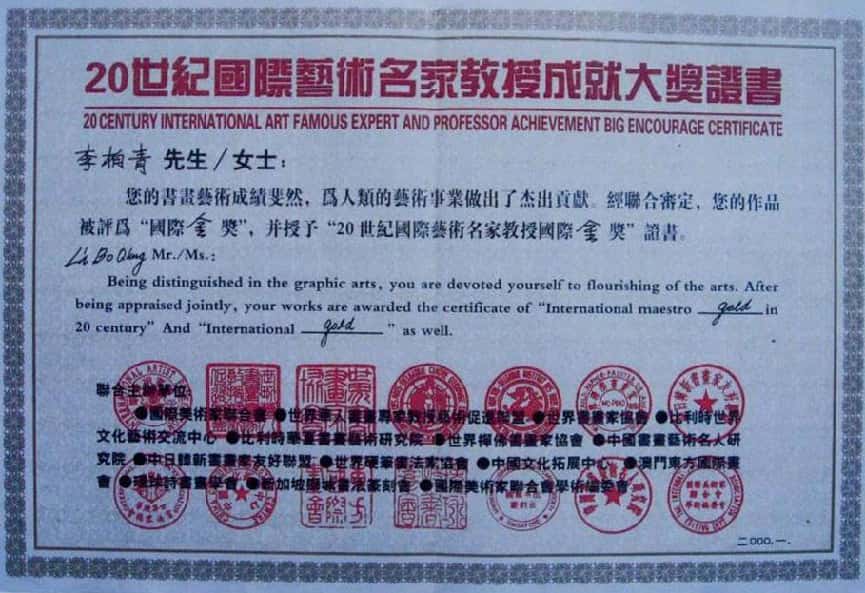 20世紀國際藝術名家教授成就大獎證書
20 CENTURY INTERNATIONAL ART FAMOUS EXPERT AND PROFESSOR ACHIEVEMENT BIG ENCOURAGE CERTIFICATE
李柏青 先生/女士：
您的書畫藝術成績斐然，爲人類的藝術事業做出了杰出貢獻。經聯合審定，您的作品
被評爲“國際金獎”，并授予“20世紀國際藝術名家教授國際金獎”證書。
Li Bo Qing Mr./Ms.:
Being distinguished in the graphic arts, you are devoted yourself to flourishing of the arts. After
being appraised jointly, your works are awarded the certificate of “International maestro gold in
20 century” And “International gold ” as well.
聯合主辦單位:
●國際美術家聯合會 ●世界華人書畫專家教授藝術促進聯盟 ●世界書畫家協會 ●比利時世界
文化藝術交流中心 ●比利時華書書畫藝術研究院 ●世界禪佛書畫家協會 ●中國書畫藝術名人研
究院 ●中日韓新書畫家友好聯盟 ●世界硬筆書法家協會 ●中國文化拓展中心 ●澳門東方國際畫
會 ●環球詩書畫學會 ●新加坡獅城書法篆刻會 ●國際美術家聯合會學術編委會
二000.一.